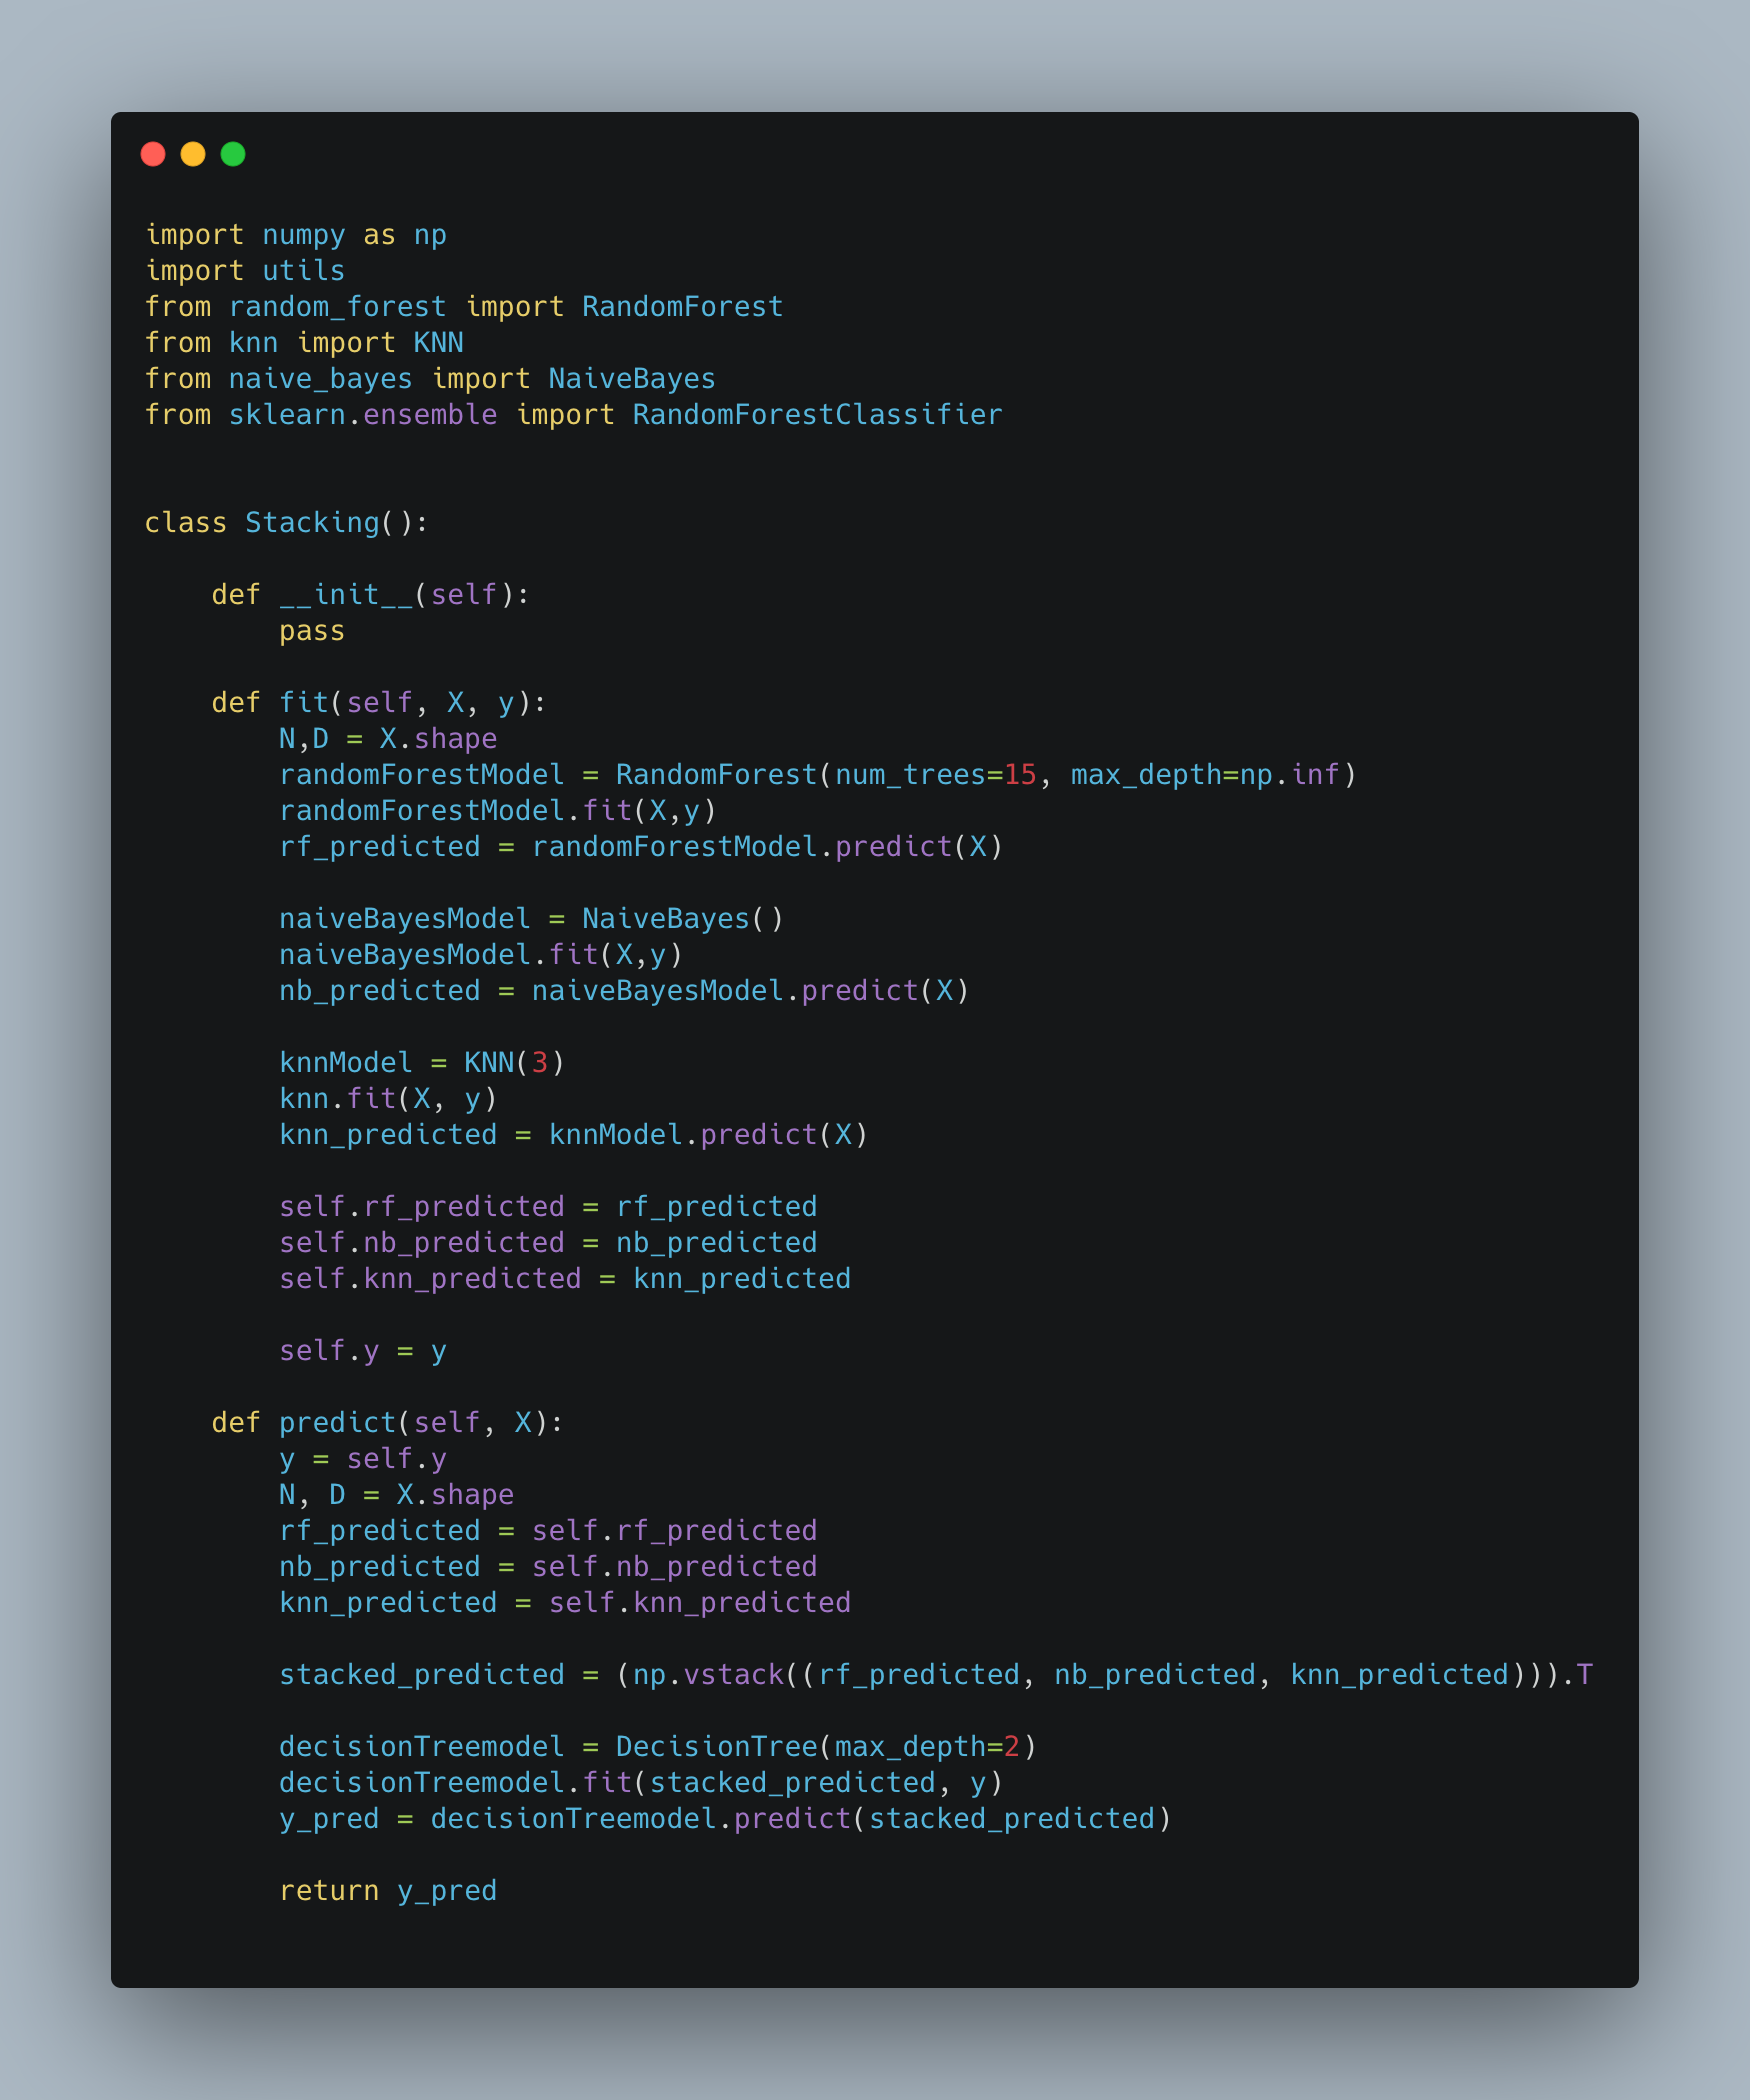 import numpy as np
import utils
from random_forest import RandomForest
from knn import KNN
from naive_bayes import NaiveBayes
from sklearn.ensemble import RandomForestClassifier


class Stacking():

    def __init__(self):
        pass

    def fit(self, X, y):
        N,D = X.shape
        randomForestModel = RandomForest(num_trees=15, max_depth=np.inf)
        randomForestModel.fit(X,y)
        rf_predicted = randomForestModel.predict(X)

        naiveBayesModel = NaiveBayes()
        naiveBayesModel.fit(X,y)
        nb_predicted = naiveBayesModel.predict(X)

        knnModel = KNN(3)
        knn.fit(X, y)
        knn_predicted = knnModel.predict(X)

        self.rf_predicted = rf_predicted
        self.nb_predicted = nb_predicted
        self.knn_predicted = knn_predicted

        self.y = y

    def predict(self, X):
        y = self.y
        N, D = X.shape
        rf_predicted = self.rf_predicted
        nb_predicted = self.nb_predicted
        knn_predicted = self.knn_predicted

        stacked_predicted = (np.vstack((rf_predicted, nb_predicted, knn_predicted))).T

        decisionTreemodel = DecisionTree(max_depth=2)
        decisionTreemodel.fit(stacked_predicted, y)
        y_pred = decisionTreemodel.predict(stacked_predicted)

        return y_pred